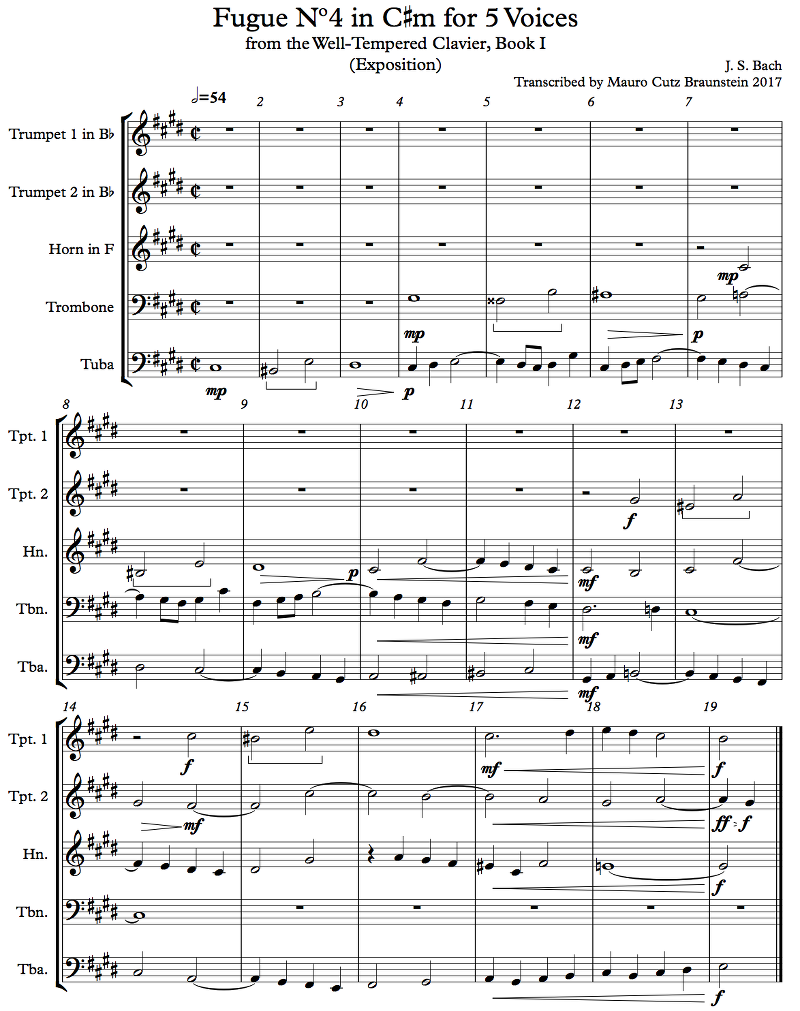 Fugue Nº4 in C♯m for 5 Voices
from the Well-Tempered Clavier, Book I
(Exposition)
J. S. Bach
Transcribed by Mauro Cutz Braunstein 2017
𝅗𝅥=54 2 3 4 5 6 7
Trumpet 1 in B♭
Trumpet 2 in B♭
Horn in F
mp
Trombone
mp p
Tuba
mp p
8 9 10 11 12 13
Tpt. 1
Tpt. 2
f
Hn.
p mf
Tbn.
mf
Tba.
mf
14 15 16 17 18 19
Tpt. 1
f mf f
Tpt. 2
mf ff f
Hn.
f
Tbn.
Tba.
f